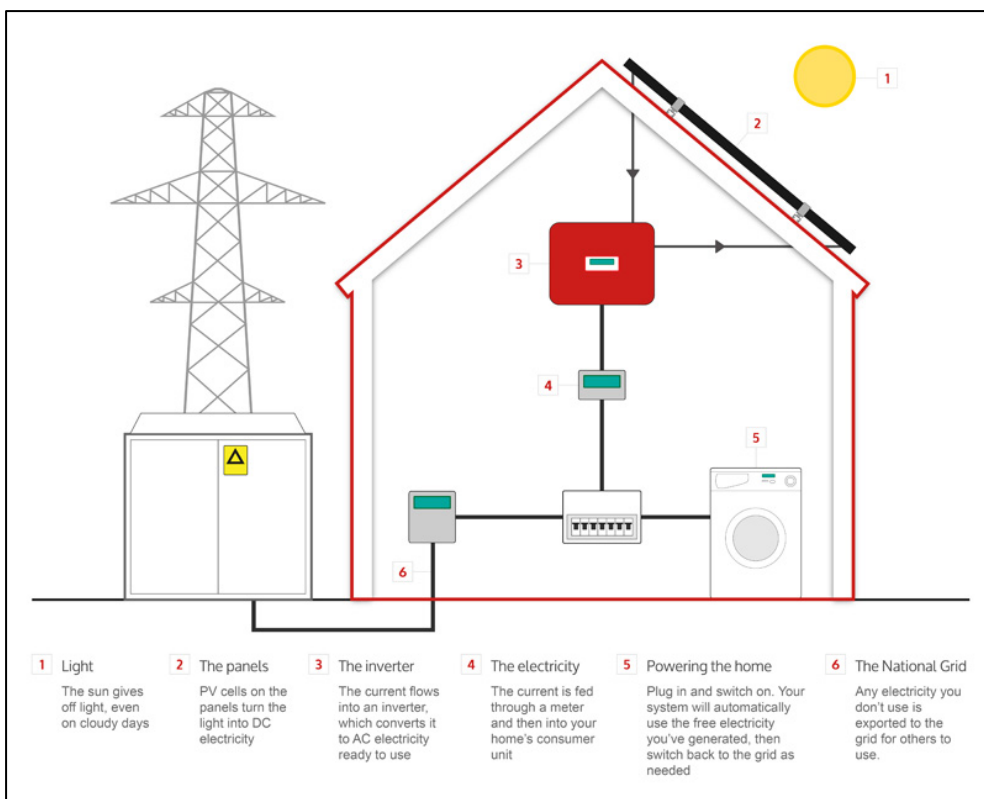 1
2
3
4
5
6
1 Light
The sun gives
off light, even
on cloudy days
2 The panels
PV cells on the
panels turn the
light into DC
electricity
3 The inverter
The current flows
into an inverter,
which converts it
to AC electricity
ready to use
4 The electricity
The current is fed
through a meter
and then into your
home's consumer
unit
5 Powering the home
Plug in and switch on. Your
system will automatically
use the free electricity
you've generated, then
switch back to the grid as
needed
6 The National Grid
Any electricity you
don't use is
exported to the
grid for others to
use.